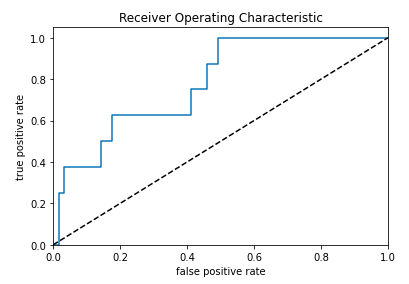 Receiver Operating Characteristic
1.0
0.8
0.6
0.4
0.2
0.0
true positive rate
0.0 0.2 0.4 0.6 0.8 1.0
false positive rate